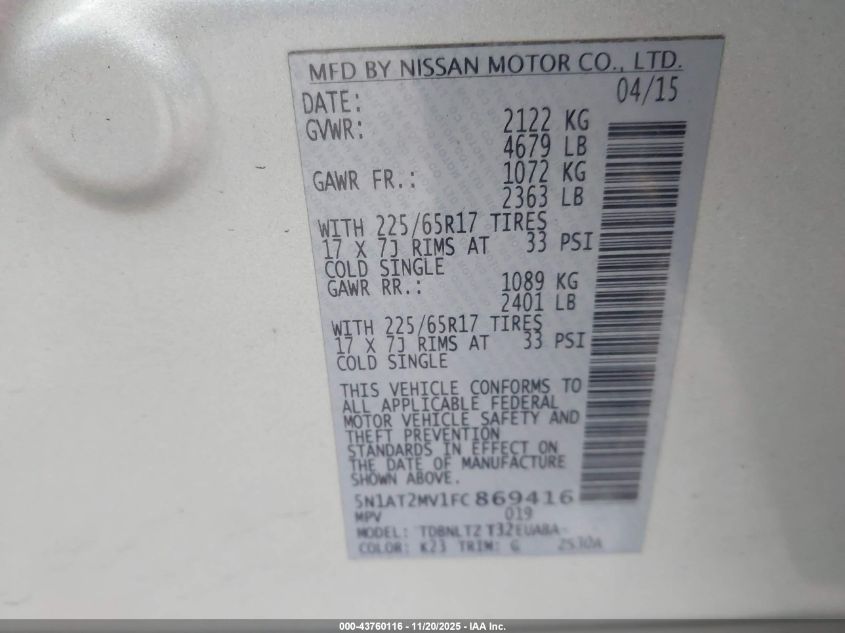 MFD BY NISSAN MOTOR CO., LTD.
DATE: 04/15
GVWR: 2122 KG
4679 LB
GAWR FR.: 1072 KG
2363 LB
WITH 225/65R17 TIRES
17 X 7J RIMS AT 33 PSI
COLD SINGLE
GAWR RR.: 1089 KG
2401 LB
WITH 225/65R17 TIRES
17 X 7J RIMS AT 33 PSI
COLD SINGLE
THIS VEHICLE CONFORMS TO
ALL APPLICABLE FEDERAL
MOTOR VEHICLE SAFETY AND
THEFT PREVENTION
STANDARDS IN EFFECT ON
THE DATE OF MANUFACTURE
SHOWN ABOVE.
5N1AT2MV1FC869416
MPV 019
MODEL: TDBNLTZ T32EUABA-
COLOR: K23 TRIM: G
000-43760116 - 11/20/2025 - IAA Inc.